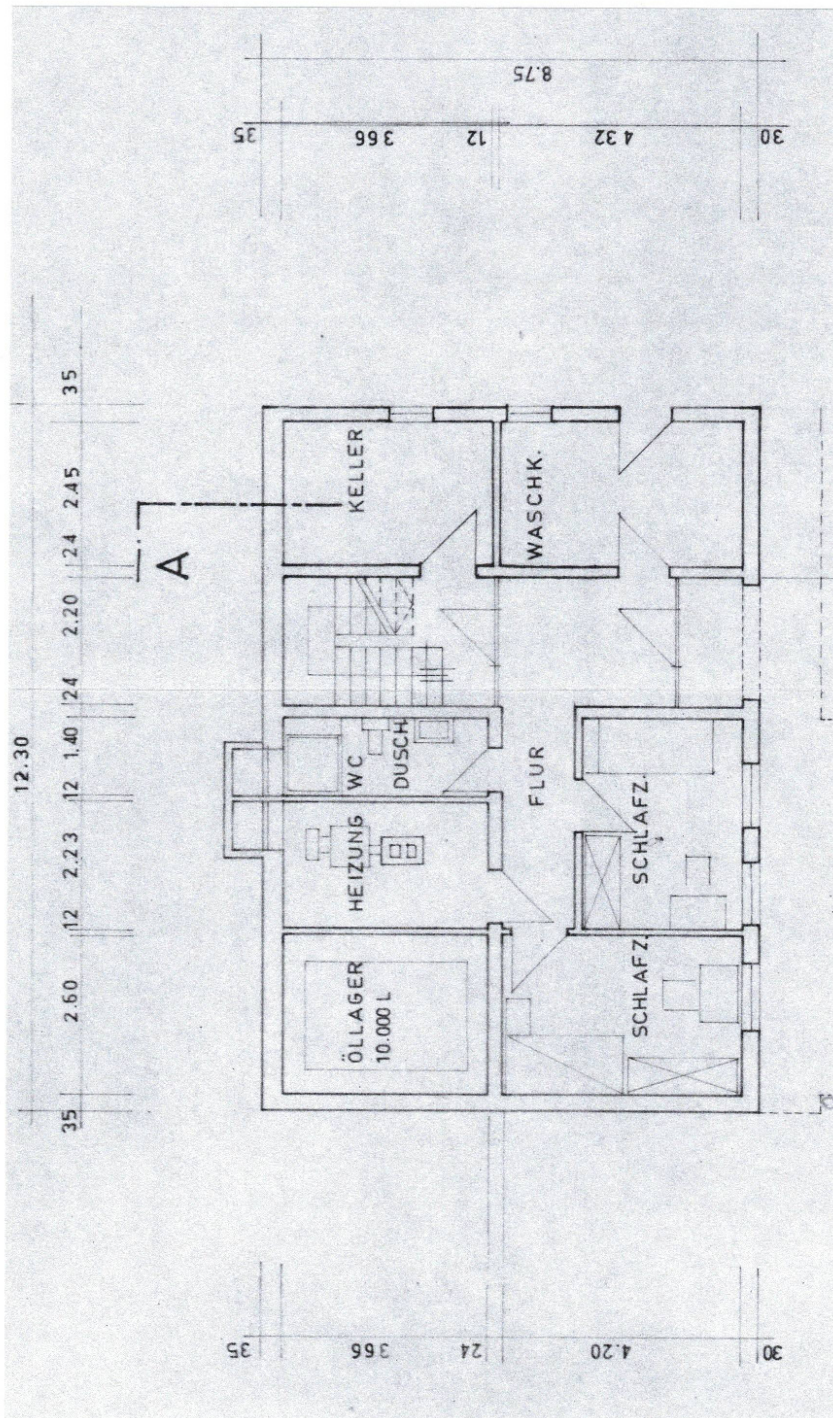 12.30
35
2.60
12
2.23
12
1.40
24
2.20
24
2.45
35
A
ÖLLAGER
10.000 L
HEIZUNG
WC
DUSCH
KELLER
FLUR
WASCHK.
SCHLAFZ.
SCHLAFZ.
35
3 66
24
4.20
30
35
3 66
12
4 32
30
8.75